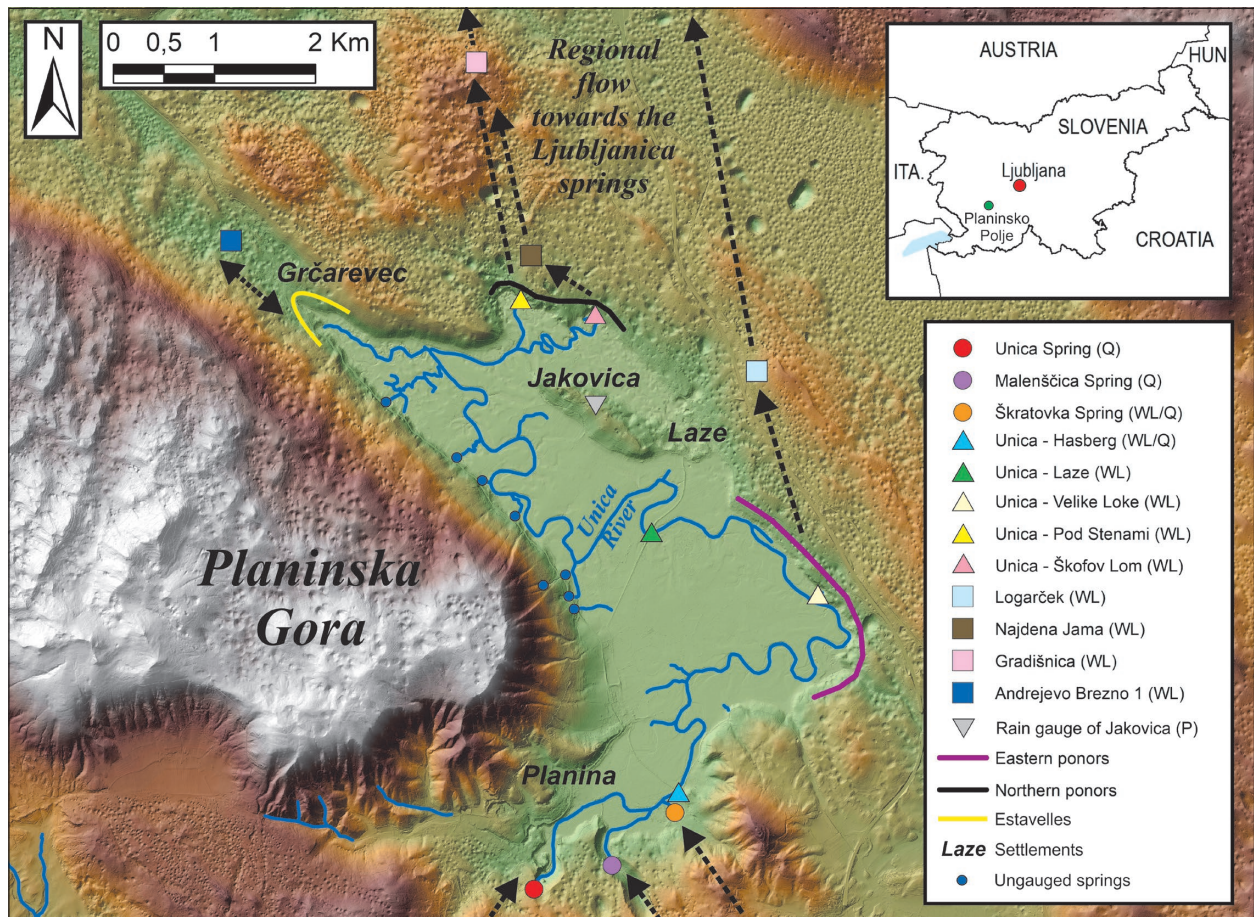 N
0 0,5 1 2 Km
Regional
flow
towards the
Ljubljanica
springs
AUSTRIA
HUN
SLOVENIA
ITA.
Ljubljana
Planinsko
Polje
CROATIA
Grčarevec
Jakovica
Laze
Unica
River
Planinska
Gora
Planina
Unica Spring (Q)
Malenščica Spring (Q)
Škratovka Spring (WL/Q)
Unica - Hasberg (WL/Q)
Unica - Laze (WL)
Unica - Velike Loke (WL)
Unica - Pod Stenami (WL)
Unica - Škofov Lom (WL)
Logarček (WL)
Najdena Jama (WL)
Gradišnica (WL)
Andrejevo Brezno 1 (WL)
Rain gauge of Jakovica (P)
Eastern ponors
Northern ponors
Estavelles
Laze Settlements
Ungauged springs